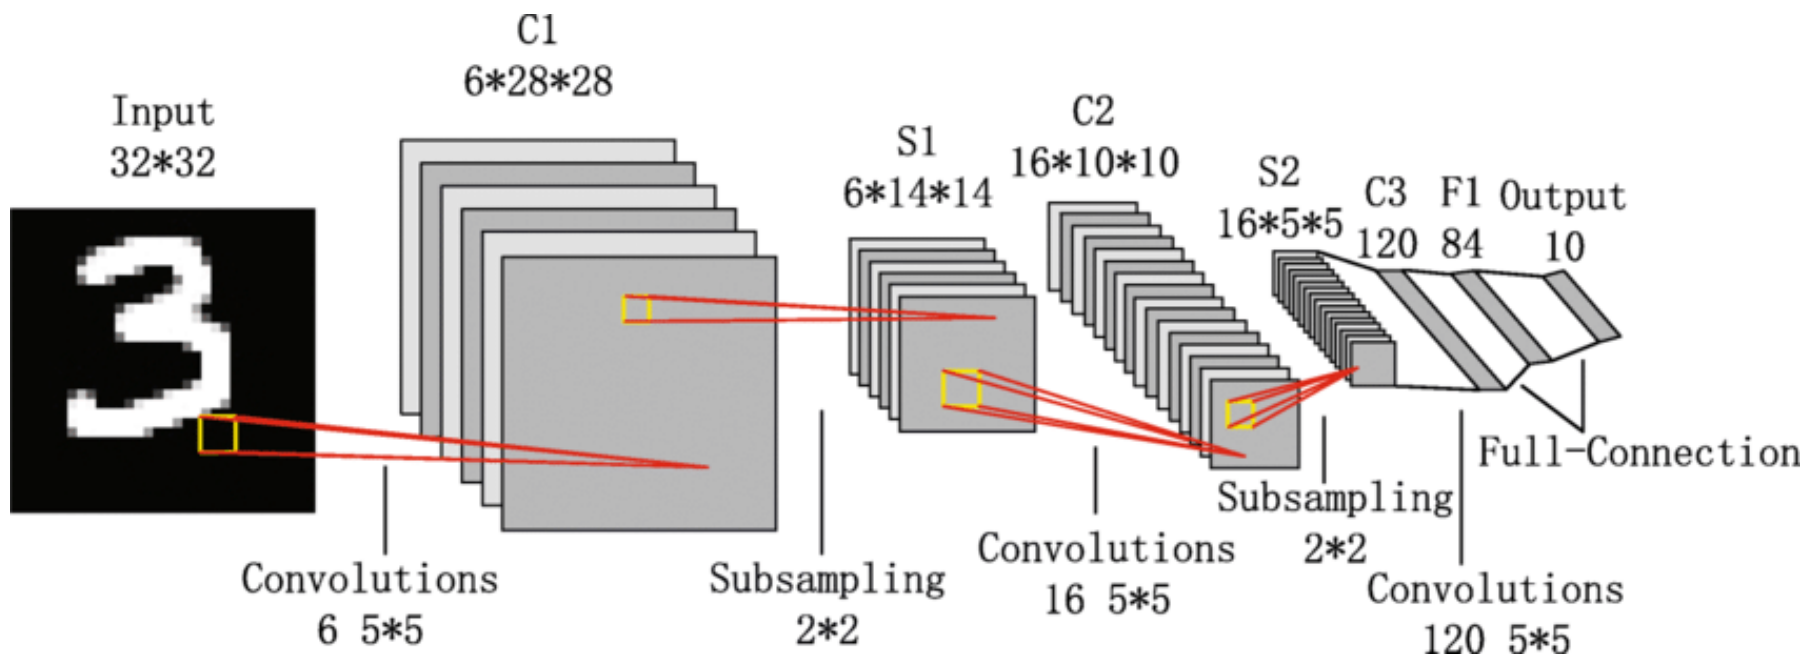 Input
32*32
C1
6*28*28
S1
6*14*14
C2
16*10*10
S2
16*5*5
C3
120
F1
84
Output
10
Convolutions
6 5*5
Subsampling
2*2
Convolutions
16 5*5
Subsampling
2*2
Convolutions
120 5*5
Full-Connection
3